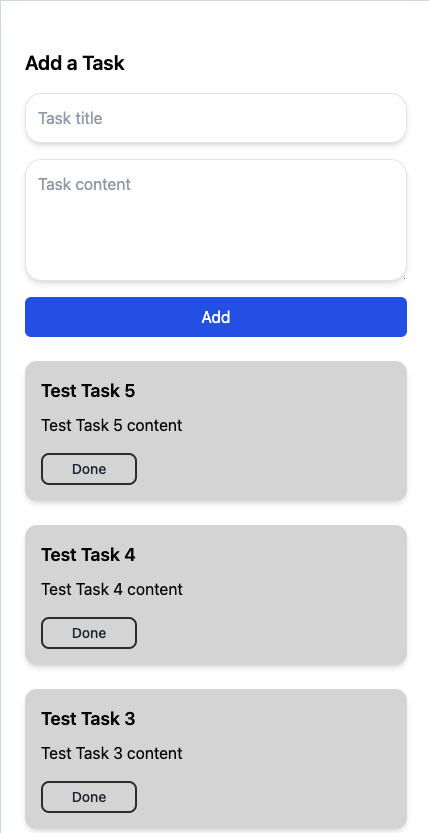 Add a Task
Task title
Task content
Add
Test Task 5
Test Task 5 content
Done
Test Task 4
Test Task 4 content
Done
Test Task 3
Test Task 3 content
Done